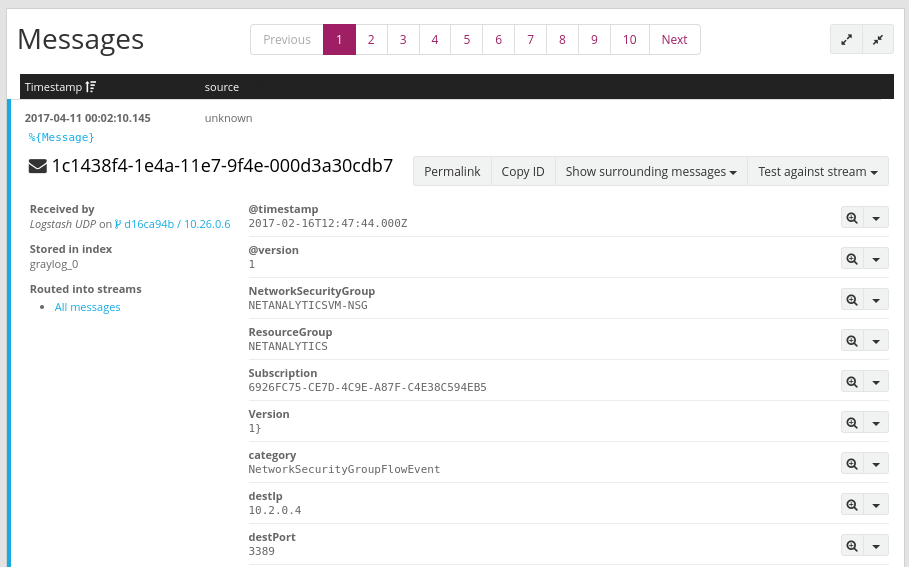 Messages
Previous 1 2 3 4 5 6 7 8 9 10 Next
Timestamp source
2017-04-11 00:02:10.145 unknown
%{Message}
1c1438f4-1e4a-11e7-9f4e-000d3a30cdb7
Permalink Copy ID Show surrounding messages Test against stream
Received by
Logstash UDP on d16ca94b / 10.26.0.6
Stored in index
graylog_0
Routed into streams
• All messages
@timestamp
2017-02-16T12:47:44.000Z
@version
1
NetworkSecurityGroup
NETANALYTICSVM-NSG
ResourceGroup
NETANALYTICS
Subscription
6926FC75-CE7D-4C9E-A87F-C4E38C594EB5
Version
1}
category
NetworkSecurityGroupFlowEvent
destIp
10.2.0.4
destPort
3389